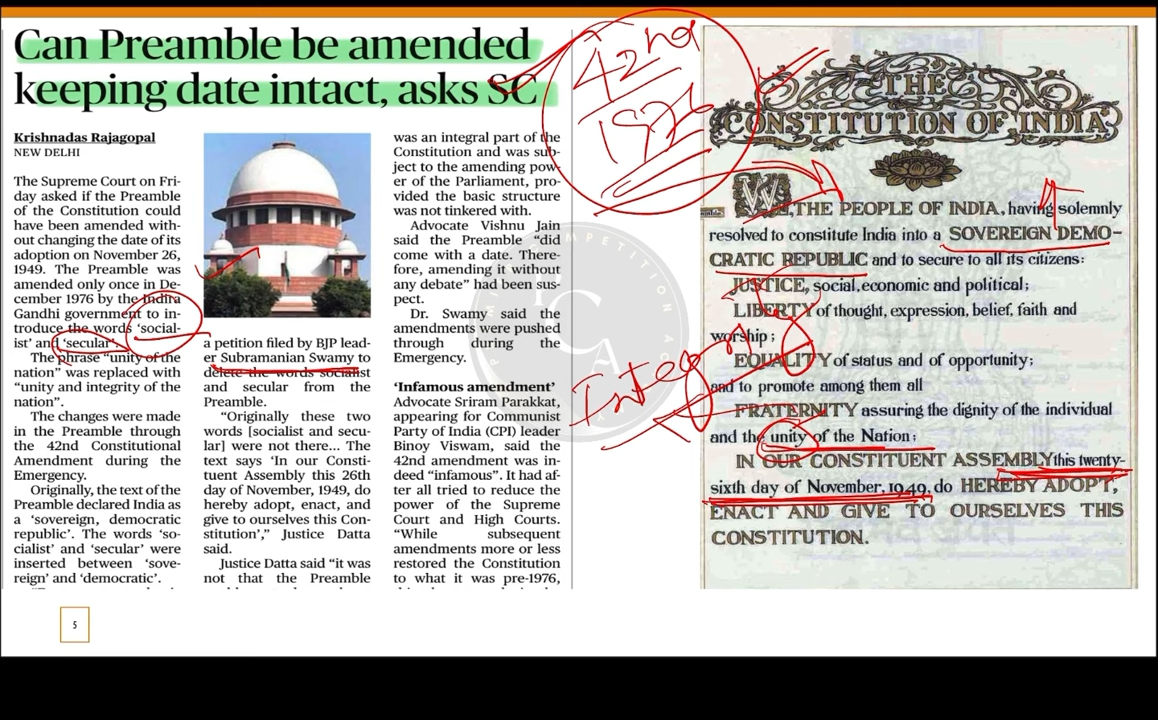 Can Preamble be amended
keeping date intact, asks SC
Krishnadas Rajagopal
NEW DELHI
The Supreme Court on Fri-
day asked if the Preamble
of the Constitution could
have been amended with-
out changing the date of its
adoption on November 26,
1949. The Preamble was
amended only once in De-
cember 1976 by the Indira
Gandhi government to in-
troduce the words ‘social-
ist’ and ‘secular’.
The phrase “unity of the
nation” was replaced with
“unity and integrity of the
nation”.
The changes were made
in the Preamble through
the 42nd Constitutional
Amendment during the
Emergency.
Originally, the text of the
Preamble declared India as
a ‘sovereign, democratic
republic’. The words ‘so-
cialist’ and ‘secular’ were
inserted between ‘sove-
reign’ and ‘democratic’.
a petition filed by BJP lead-
er Subramanian Swamy to
delete the words socialist
and secular from the
Preamble.
“Originally these two
words [socialist and secu-
lar] were not there... The
text says ‘In our Consti-
tuent Assembly this 26th
day of November, 1949, do
hereby adopt, enact, and
give to ourselves this Con-
stitution’,” Justice Datta
said.
Justice Datta said “it was
not that the Preamble
was an integral part of the
Constitution and was sub-
ject to the amending pow-
er of the Parliament, pro-
vided the basic structure
was not tinkered with.
Advocate Vishnu Jain
said the Preamble “did
come with a date. There-
fore, amending it without
any debate” had been sus-
pect.
Dr. Swamy said the
amendments were pushed
through during the
Emergency.
‘Infamous amendment’
Advocate Sriram Parakkat,
appearing for Communist
Party of India (CPI) leader
Binoy Viswam, said the
42nd amendment was in-
deed “infamous”. It had af-
ter all tried to reduce the
power of the Supreme
Court and High Courts.
“While subsequent
amendments more or less
restored the Constitution
to what it was pre-1976,
42nd
1976
Integrity
THE
CONSTITUTION OF INDIA
WE, THE PEOPLE OF INDIA, having solemnly
resolved to constitute India into a SOVEREIGN DEMO-
CRATIC REPUBLIC and to secure to all its citizens:
JUSTICE, social, economic and political;
LIBERTY of thought, expression, belief, faith and
worship;
EQUALITY of status and of opportunity;
and to promote among them all
FRATERNITY assuring the dignity of the individual
and the unity of the Nation;
IN OUR CONSTITUENT ASSEMBLY this twenty-
sixth day of November, 1949, do HEREBY ADOPT,
ENACT AND GIVE TO OURSELVES THIS
CONSTITUTION.
5